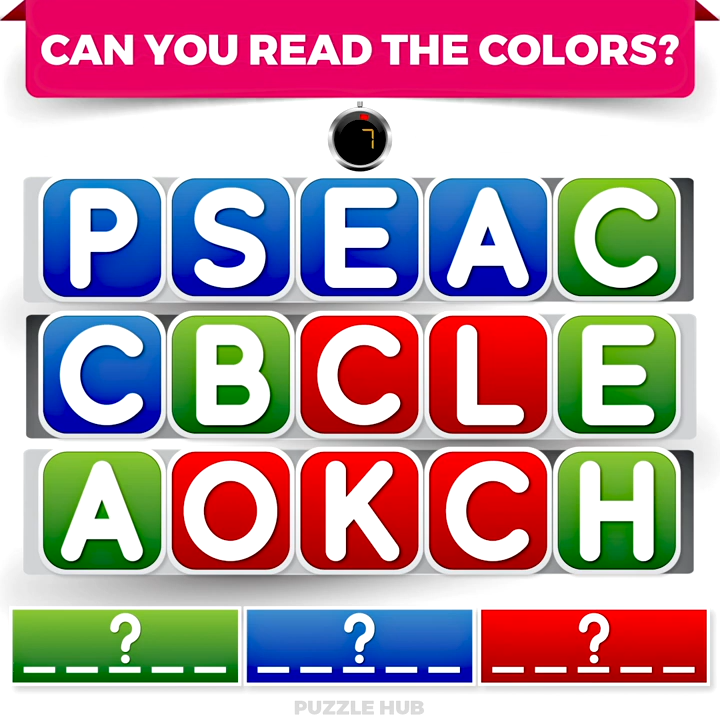 CAN YOU READ THE COLORS?
7
P S E A C
C B C L E
A O K C H
? ? ?
_ _ _ _ _ _ _ _ _ _ _ _ _ _ _
PUZZLE HUB